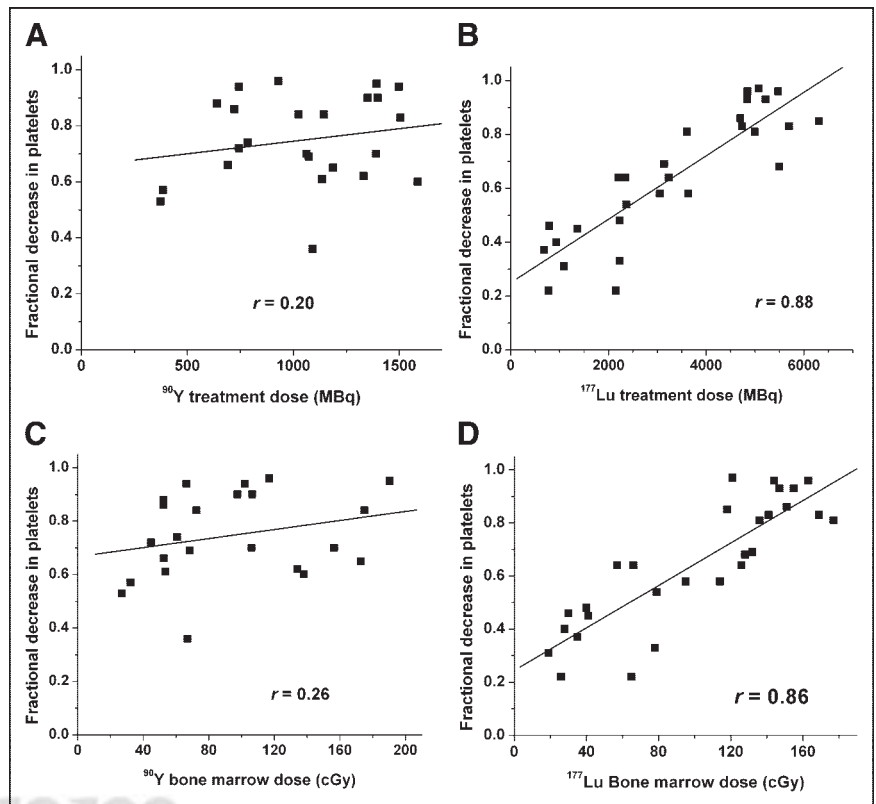 A
Fractional decrease in platelets
1.0
0.8
0.6
0.4
0.2
0.0
r = 0.20
0 500 1000 1500
⁹⁰Y treatment dose (MBq)
B
Fractional decrease in platelets
1.0
0.8
0.6
0.4
0.2
0.0
r = 0.88
0 2000 4000 6000
¹⁷⁷Lu treatment dose (MBq)
C
Fractional decrease in platelets
1.0
0.8
0.6
0.4
0.2
0.0
r = 0.26
0 40 80 120 160 200
⁹⁰Y bone marrow dose (cGy)
D
Fractional decrease in platelets
1.0
0.8
0.6
0.4
0.2
0.0
r = 0.86
0 40 80 120 160
¹⁷⁷Lu Bone marrow dose (cGy)